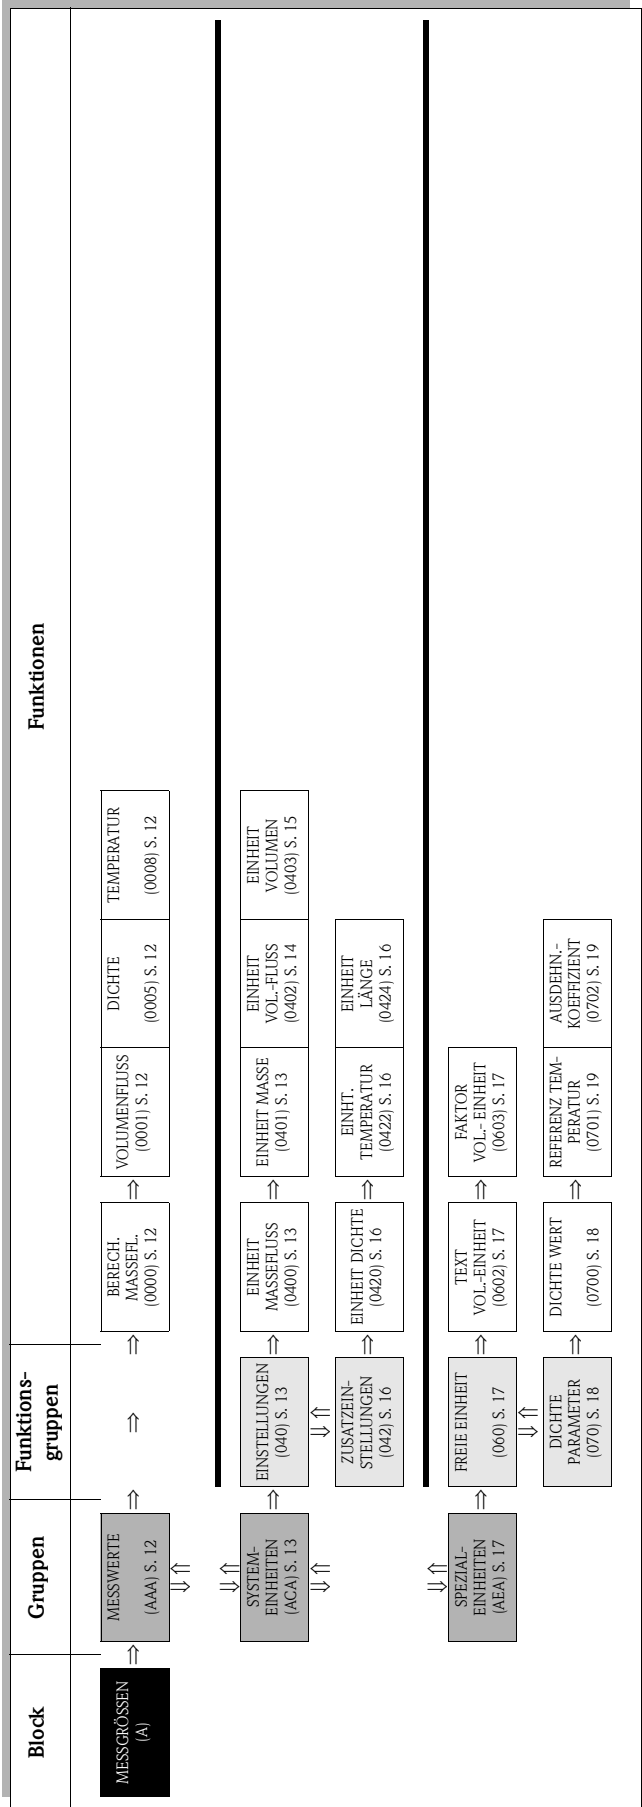 Block
Gruppen
Funktions-
gruppen
Funktionen
MESSGRÖSSEN
(A)
⇒
MESSWERTE
(AAA) S. 12
⇒
⇒
⇒
BERECH.
MASSEFL.
(0000) S. 12
⇒
VOLUMENFLUSS
(0001) S. 12
DICHTE
(0005) S. 12
TEMPERATUR
(0008) S. 12
SYSTEM-
EINHEITEN
(ACA) S. 13
⇒
EINSTELLUNGEN
(040) S. 13
⇒
EINHEIT
MASSEFLUSS
(0400) S. 13
⇒
EINHEIT MASSE
(0401) S. 13
EINHEIT
VOL.-FLUSS
(0402) S. 14
EINHEIT
VOLUMEN
(0403) S. 15
ZUSATZEIN-
STELLUNGEN
(042) S. 16
⇒
EINHEIT DICHTE
(0420) S. 16
⇒
EINHT.
TEMPERATUR
(0422) S. 16
EINHEIT
LÄNGE
(0424) S. 16
SPEZIAL-
EINHEITEN
(AEA) S. 17
⇒
FREIE EINHEIT
(060) S. 17
⇒
TEXT
VOL.-EINHEIT
(0602) S. 17
⇒
FAKTOR
VOL.- EINHEIT
(0603) S. 17
DICHTE
PARAMETER
(070) S. 18
⇒
DICHTE WERT
(0700) S. 18
⇒
REFERENZ TEM-
PERATUR
(0701) S. 19
AUSDEHN.-
KOEFFIZIENT
(0702) S. 19